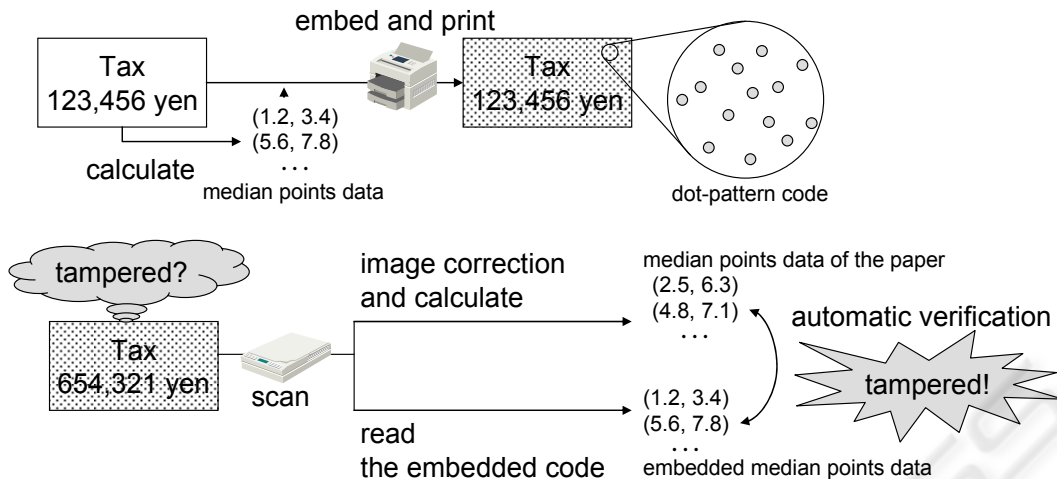 embed and print
Tax
123,456 yen
Tax
123,456 yen
(1.2, 3.4)
(5.6, 7.8)
...
calculate
median points data
dot-pattern code
tampered?
image correction
and calculate
median points data of the paper
(2.5, 6.3)
(4.8, 7.1)
...
automatic verification
Tax
654,321 yen
scan
tampered!
(1.2, 3.4)
(5.6, 7.8)
...
read
the embedded code
embedded median points data